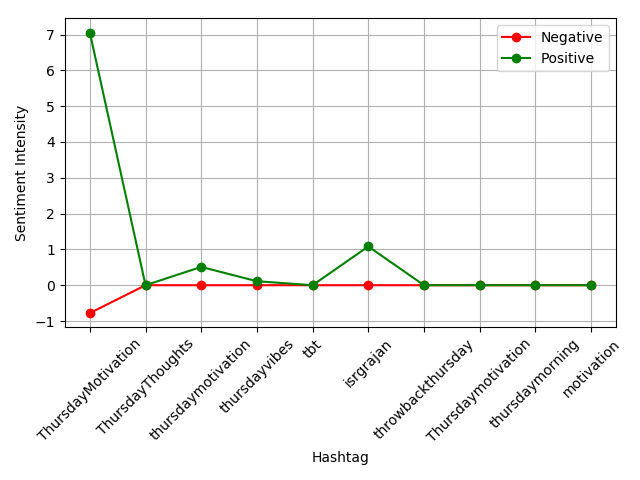 Negative
Positive
7
6
5
4
3
2
1
0
−1
Sentiment Intensity
ThursdayMotivation
ThursdayThoughts
thursdaymotivation
thursdayvibes
tbt
isrgrajan
throwbackthursday
Thursdaymotivation
thursdaymorning
motivation
Hashtag